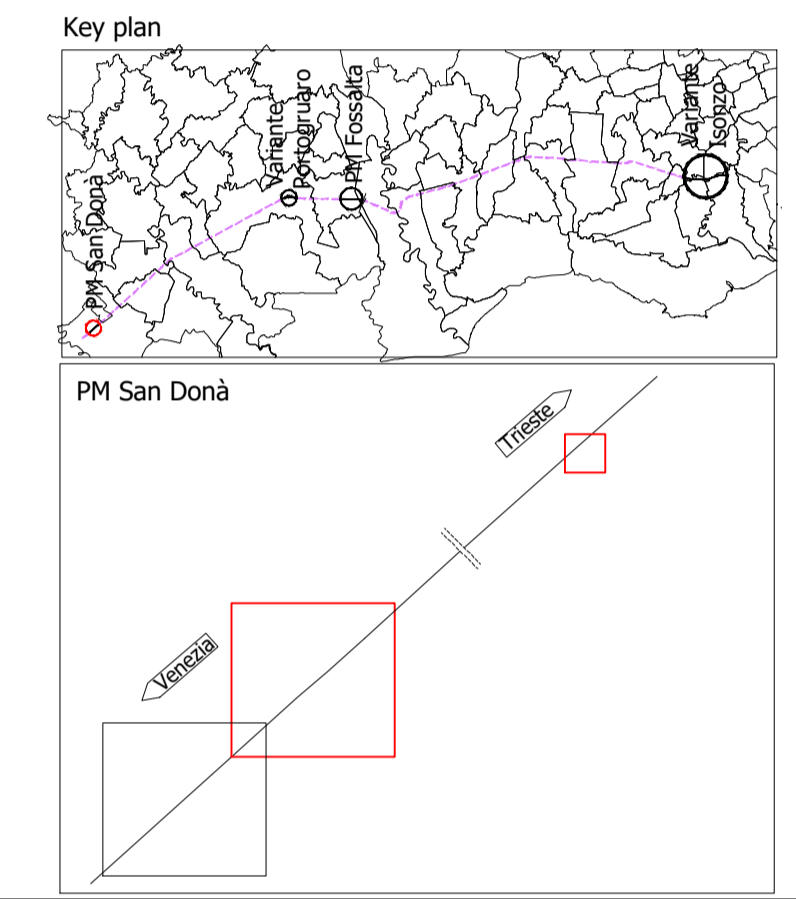 Key plan
PM San Donà
Variante
Portogruaro
PM Fossalta
Variante
Isonzo
PM San Donà
Trieste
Venezia